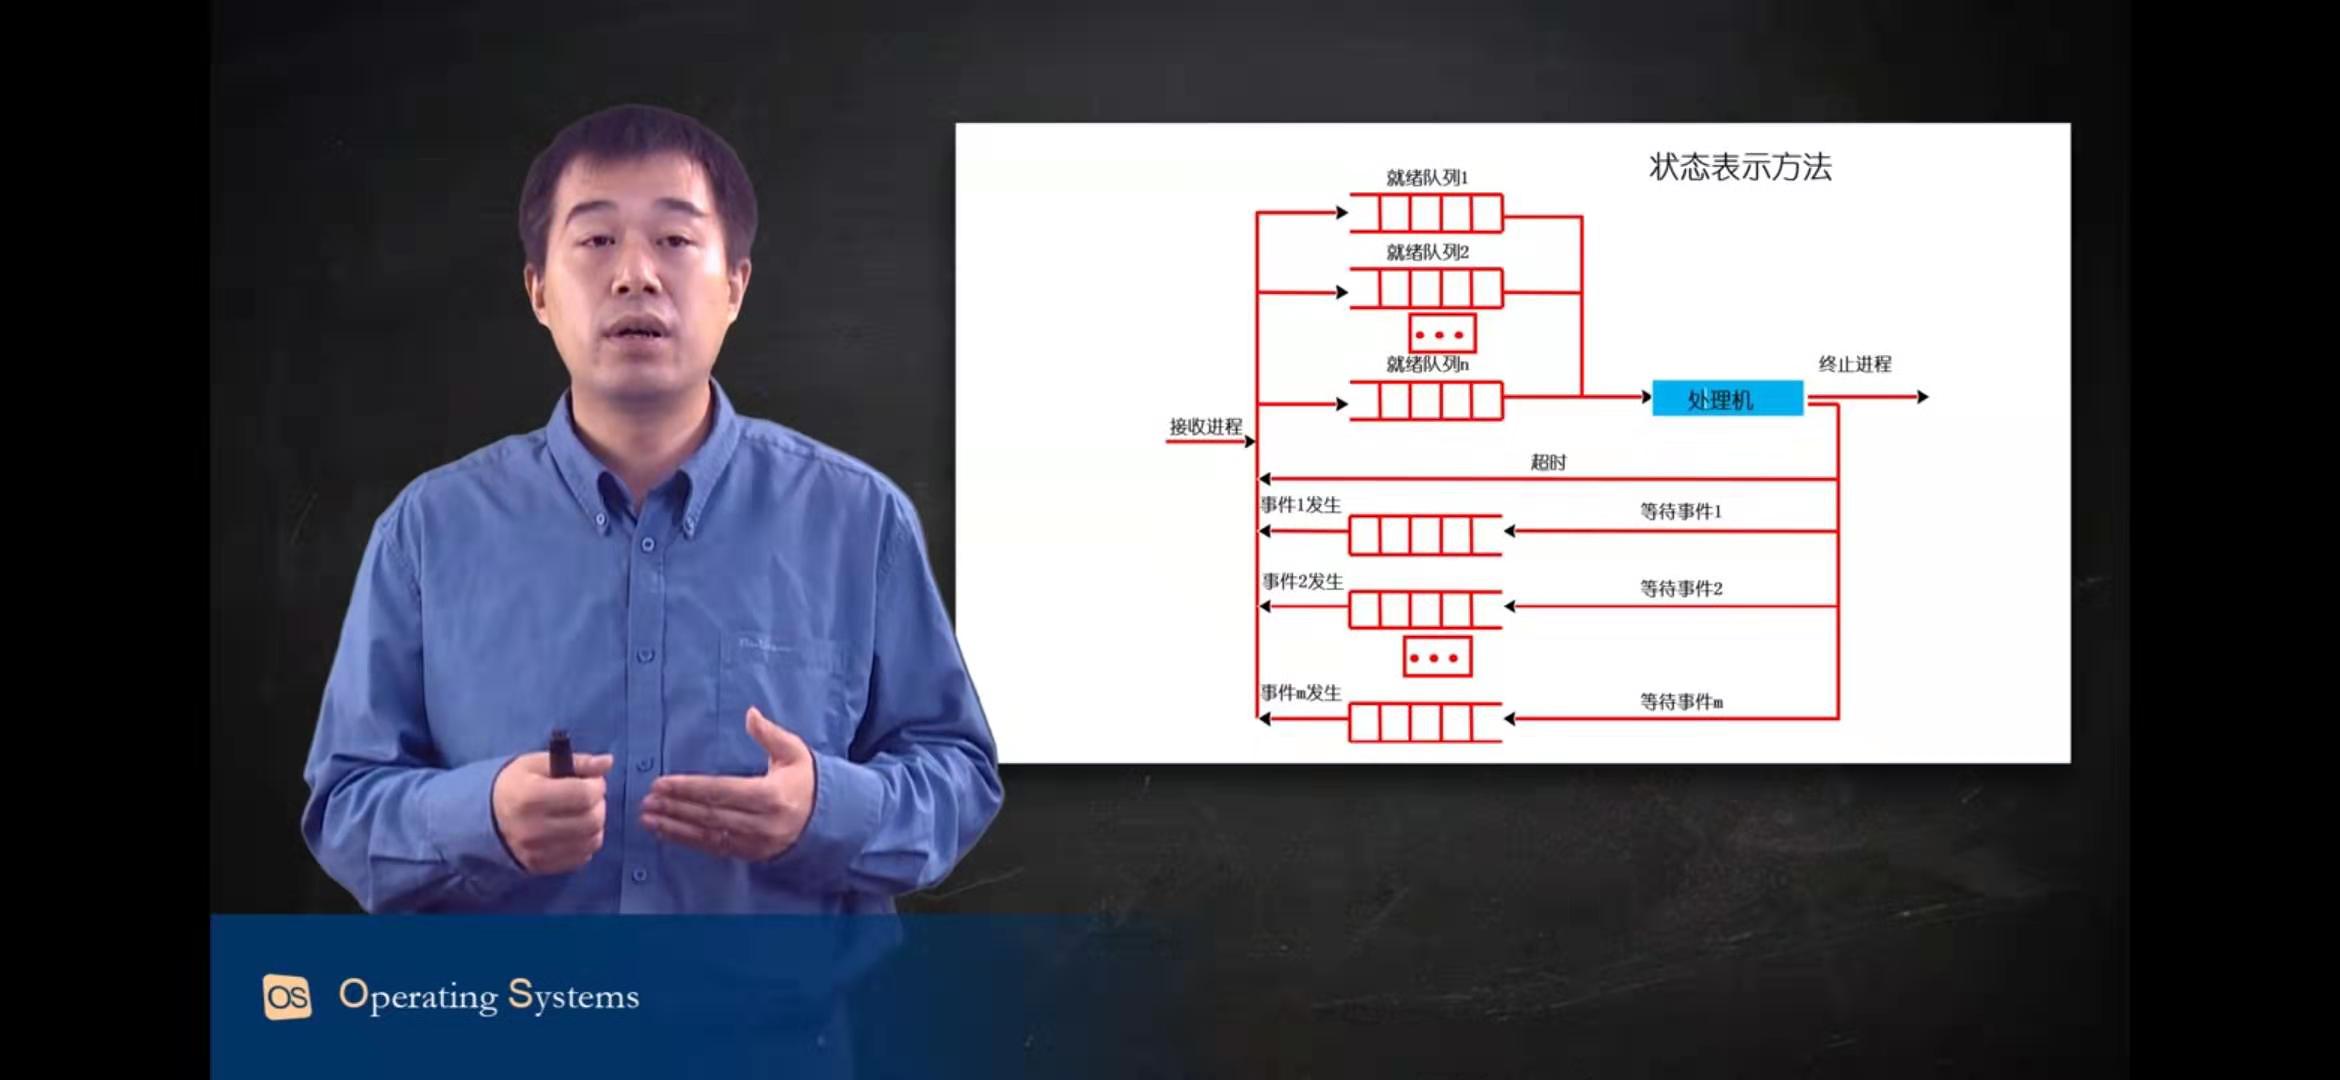 状态表示方法
就绪队列1
就绪队列2
就绪队列n
接收进程
处理机
终止进程
超时
事件1发生
等待事件1
事件2发生
等待事件2
事件m发生
等待事件m
OS Operating Systems